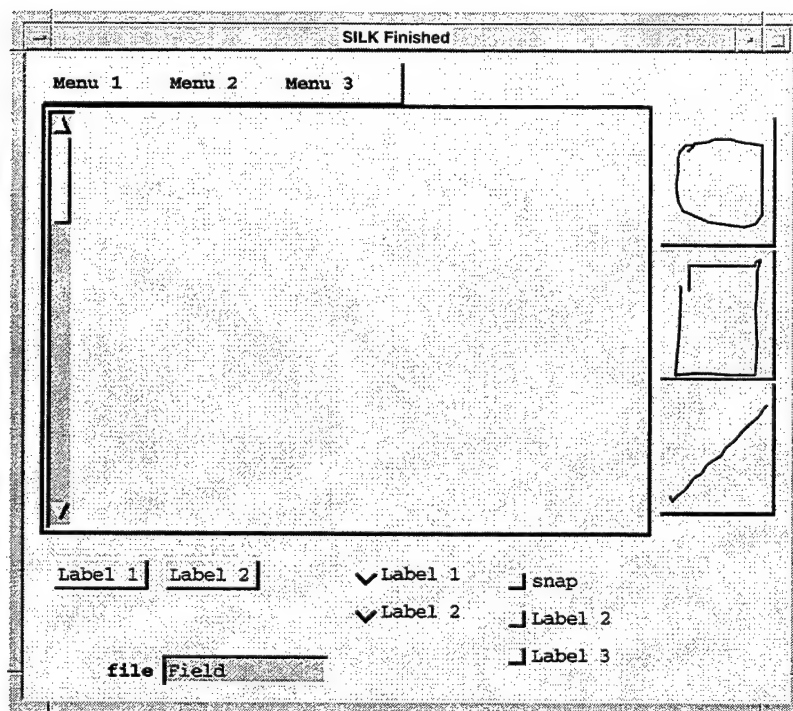 SILK Finished
Menu 1 Menu 2 Menu 3
Label 1 Label 2
Label 1
Label 2
snap
Label 2
Label 3
file Field